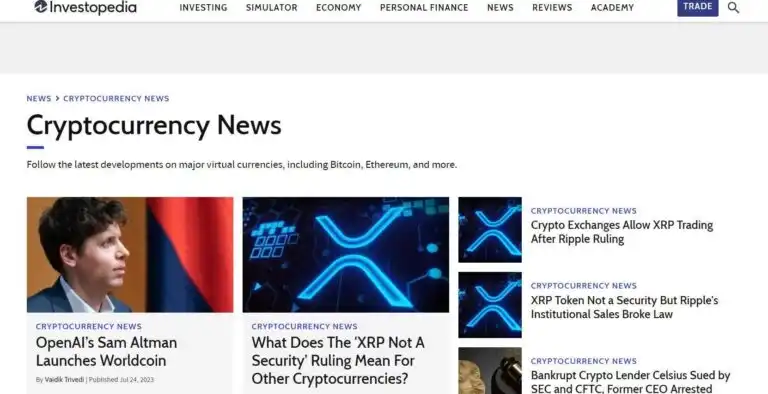 Investopedia
INVESTING SIMULATOR ECONOMY PERSONAL FINANCE NEWS REVIEWS ACADEMY TRADE
NEWS > CRYPTOCURRENCY NEWS
Cryptocurrency News
Follow the latest developments on major virtual currencies, including Bitcoin, Ethereum, and more.
CRYPTOCURRENCY NEWS
OpenAI's Sam Altman
Launches Worldcoin
By Vaidik Trivedi | Published Jul 24, 2023
CRYPTOCURRENCY NEWS
What Does The 'XRP Not A
Security' Ruling Mean For
Other Cryptocurrencies?
CRYPTOCURRENCY NEWS
Crypto Exchanges Allow XRP Trading
After Ripple Ruling
CRYPTOCURRENCY NEWS
XRP Token Not a Security But Ripple's
Institutional Sales Broke Law
CRYPTOCURRENCY NEWS
Bankrupt Crypto Lender Celsius Sued by
SEC and CFTC, Former CEO Arrested